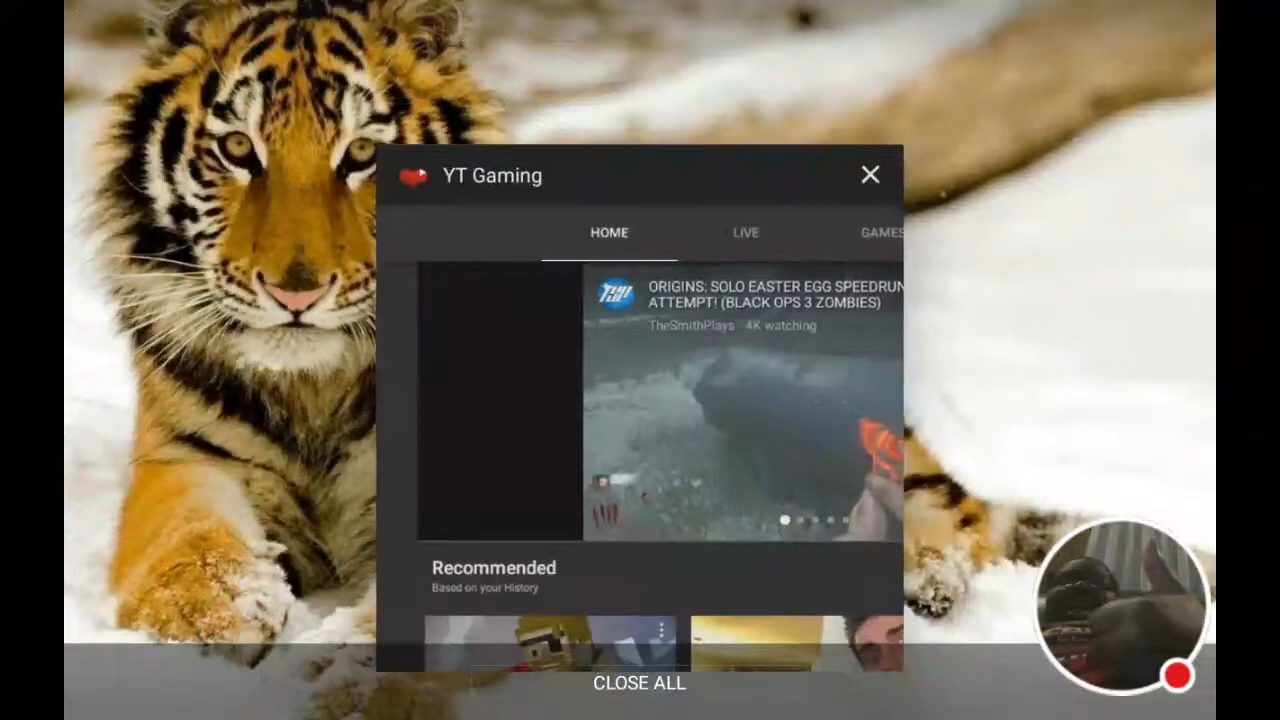 YT Gaming
HOME LIVE GAMES
ORIGINS: SOLO EASTER EGG SPEEDRUN
ATTEMPT! (BLACK OPS 3 ZOMBIES)
TheSmithPlays 4K watching
Recommended
Based on your History
CLOSE ALL